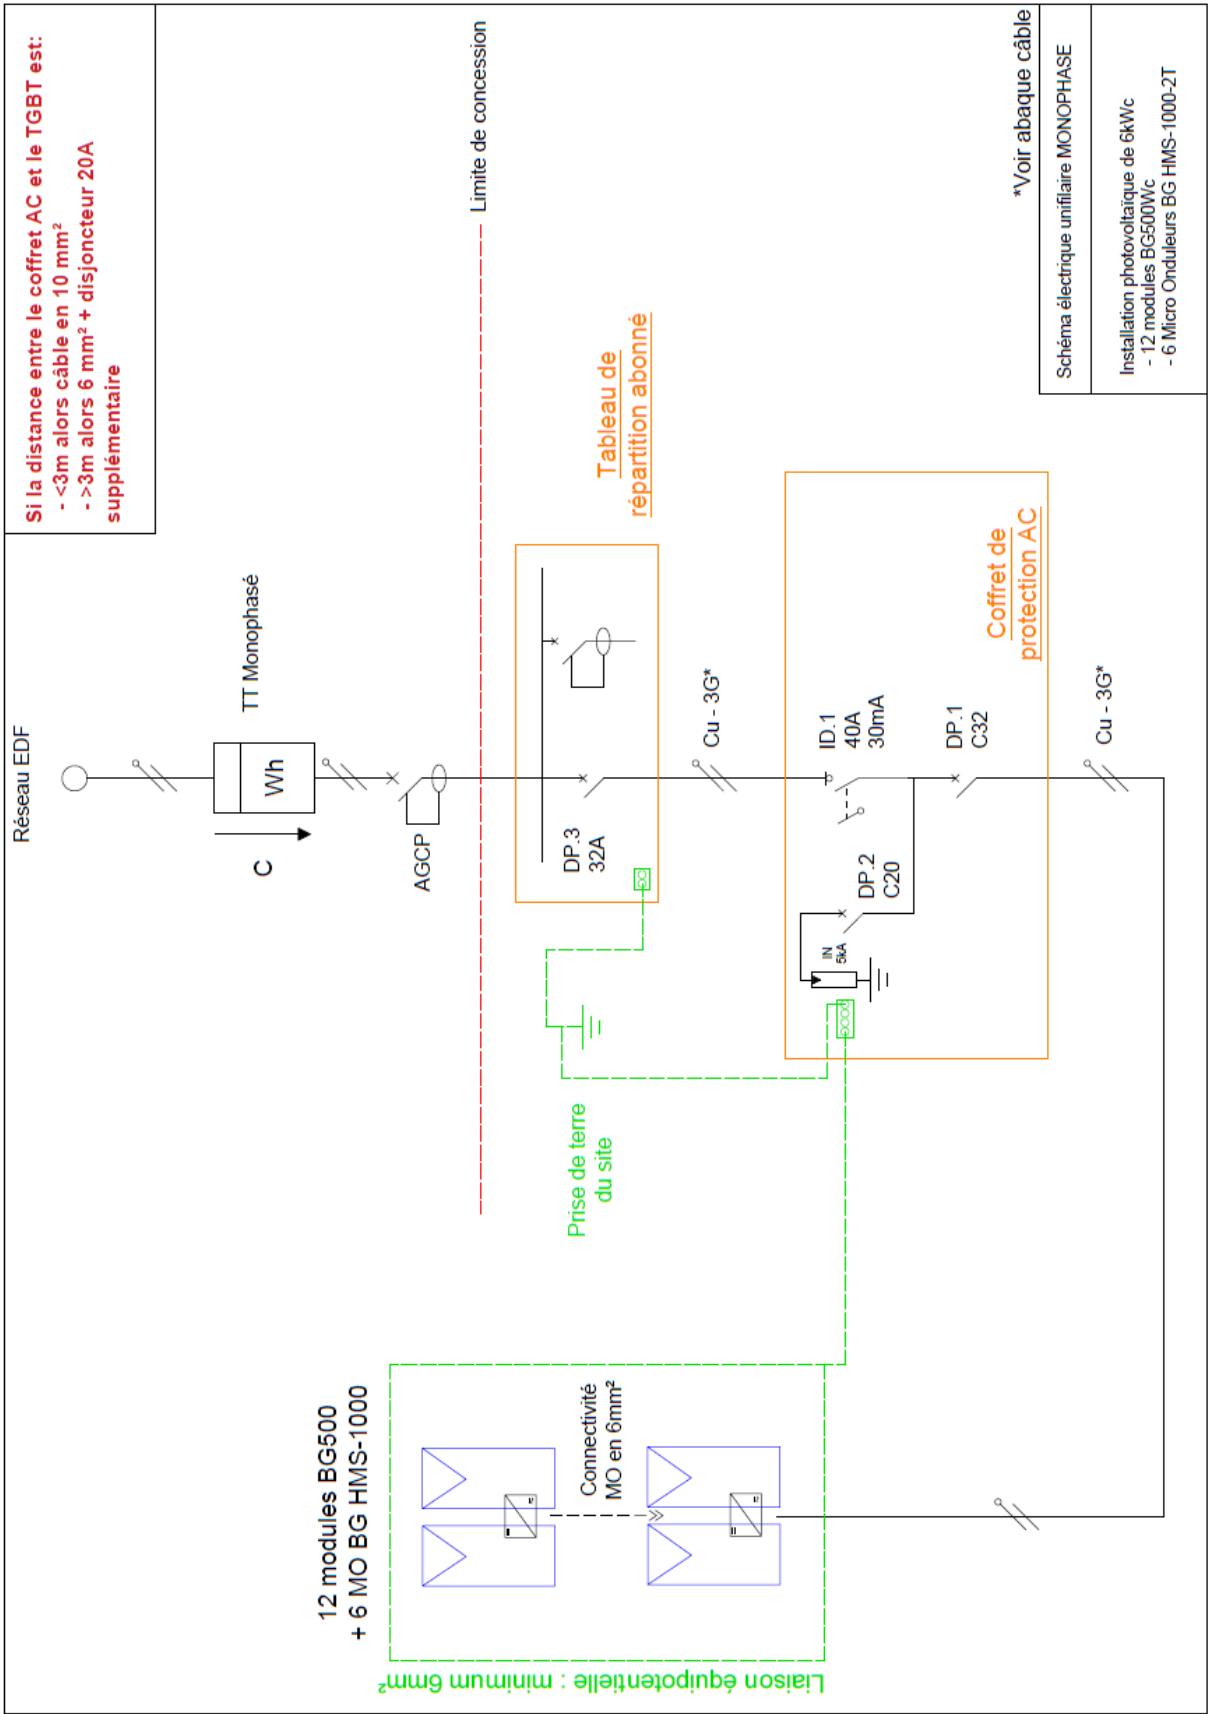 Si la distance entre le coffret AC et le TGBT est:
- <3m alors câble en 10 mm²
- >3m alors 6 mm² + disjoncteur 20A
supplémentaire
Réseau EDF
TT Monophasé
Wh
C
AGCP
Limite de concession
Tableau de
répartition abonné
DP.3
32A
Cu - 3G*
Prise de terre
du site
Coffret de
protection AC
ID.1
40A
30mA
DP.2
C20
IN
5kA
DP.1
C32
Cu - 3G*
12 modules BG500
+ 6 MO BG HMS-1000
Connectivité
MO en 6mm²
Liaison équipotentielle : minimum 6mm²
*Voir abaque câble
Schéma électrique unifilaire MONOPHASE
Installation photovoltaïque de 6kWc
- 12 modules BG500Wc
- 6 Micro Onduleurs BG HMS-1000-2T